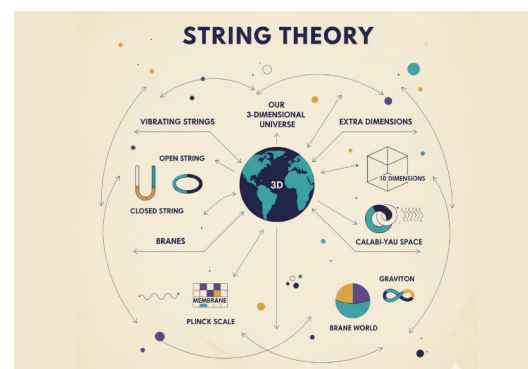 STRING THEORY
OUR
3-DIMENSIONAL
UNIVERSE
VIBRATING STRINGS
EXTRA DIMENSIONS
OPEN STRING
3D
10 DIMENSIONS
CLOSED STRING
BRANES
CALABI-YAU SPACE
GRAVITON
MEMBRANE
PLINCK SCALE
BRANE WORLD